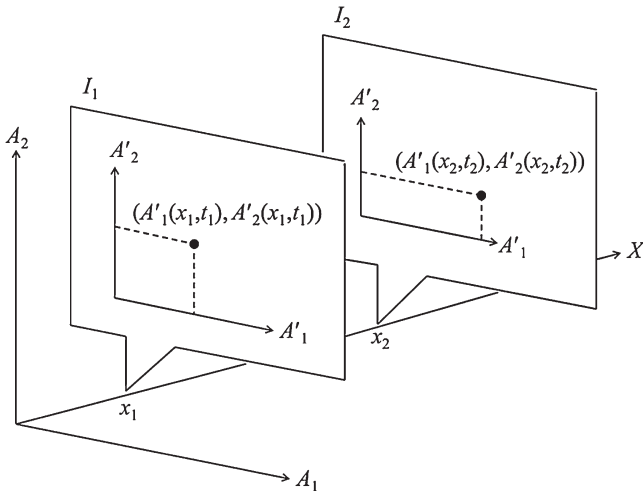 I2
I1
A'2
A2
A'2
(A'1(x2,t2), A'2(x2,t2))
(A'1(x1,t1), A'2(x1,t1))
A'1
X
A'1
x2
x1
A1